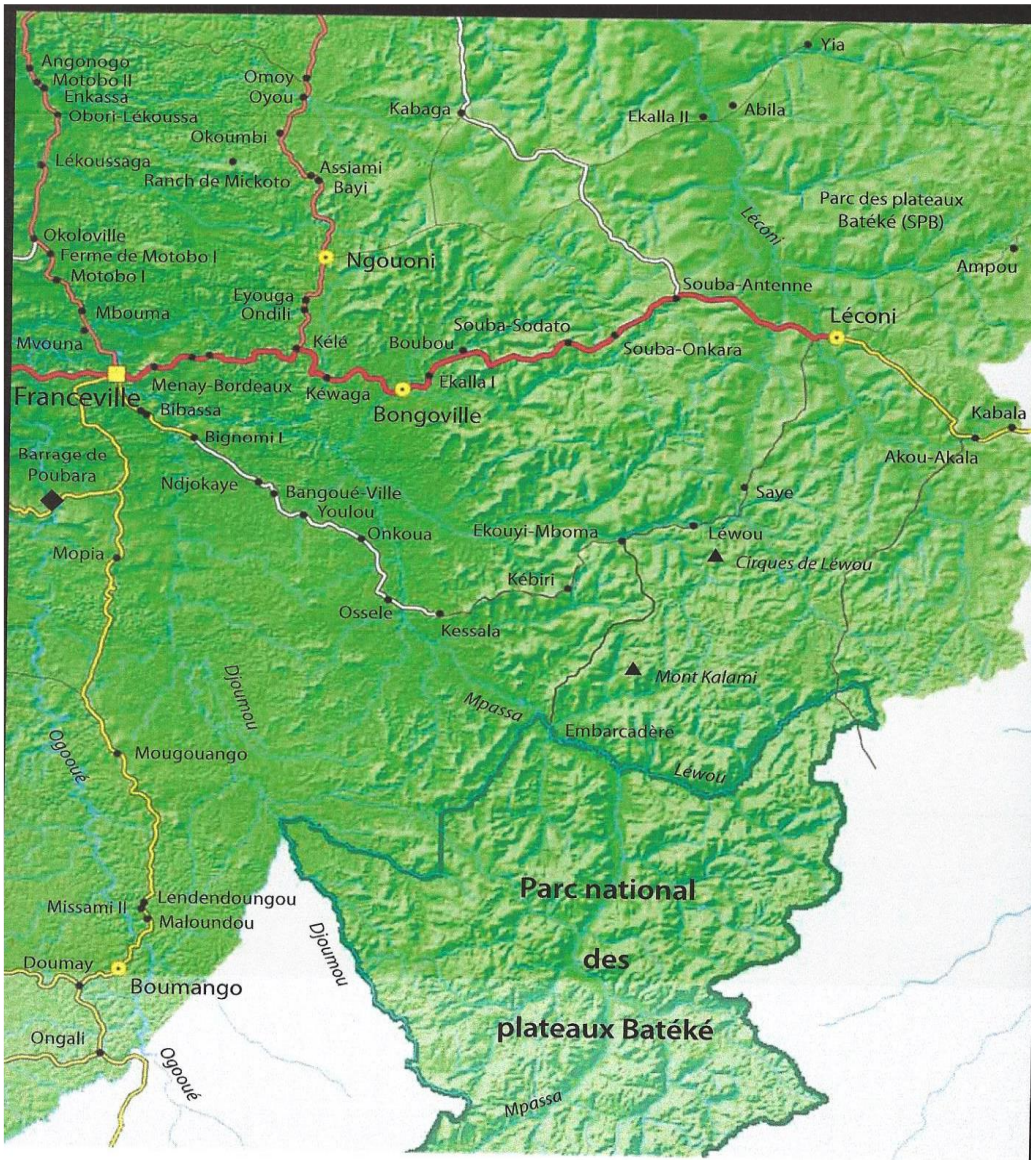 Yia
Angonogo
Motobo II
Enkassa
Omoy
Oyou
Obori-Lékoussa
Kabaga
Ekalla II
Abila
Okoumbi
Lékoussaga
Ranch de Mickoto
Assiami
Bayi
Parc des plateaux
Batéké (SPB)
Léconi
Okoloville
Ferme de Motobo I
Motobo I
Ngouoni
Ampou
Souba-Antenne
Mbouma
Eyouga
Ondili
Léconi
Souba-Sodato
Mvouna
Kélé
Boubou
Souba-Onkara
Menay-Bordeaux
Kéwaga
Ekalla I
Franceville
Bongoville
Bibassa
Kabala
Bignomi I
Akou-Akala
Barrage de
Poubara
Ndjokaye
Bangoué-Ville
Youlou
Saye
Onkoua
Ekouyi-Mboma
Léwou
Mopia
Cirques de Léwou
Kébiri
Ossele
Kessala
Djoumou
Mont Kalami
Mpassa
Embarcadère
Ogooué
Mougouango
Léwou
Parc national
des
plateaux Batéké
Lendendoungou
Missami II
Maloundou
Djoumou
Doumay
Boumango
Ongali
Ogooué
Mpassa